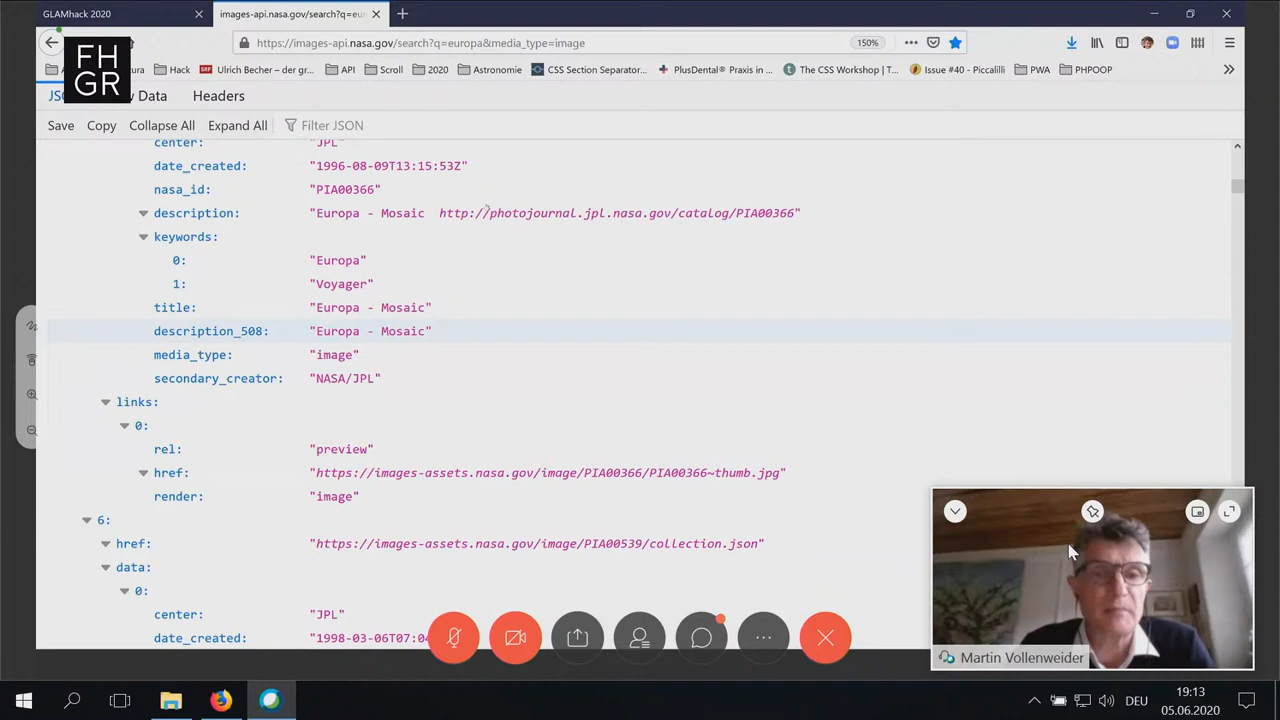 GLAMhack 2020
images-api.nasa.gov/search?q=eu
https://images-api.nasa.gov/search?q=europa&media_type=image
150%
FH
GR
Hack
SRF Ulrich Becher – der gr...
API
Scroll
2020
Astronomie
CSS Section Separator...
PlusDental® Praxis in ...
The CSS Workshop | T...
Issue #40 - Piccalilli
PWA
PHPOOP
Data
Headers
Save
Copy
Collapse All
Expand All
Filter JSON
center: "JPL"
date_created: "1996-08-09T13:15:53Z"
nasa_id: "PIA00366"
description: "Europa - Mosaic http://photojournal.jpl.nasa.gov/catalog/PIA00366"
keywords:
0: "Europa"
1: "Voyager"
title: "Europa - Mosaic"
description_508: "Europa - Mosaic"
media_type: "image"
secondary_creator: "NASA/JPL"
links:
0:
rel: "preview"
href: "https://images-assets.nasa.gov/image/PIA00366/PIA00366~thumb.jpg"
render: "image"
6:
href: "https://images-assets.nasa.gov/image/PIA00539/collection.json"
data:
0:
center: "JPL"
date_created: "1998-03-06T07:0
Martin Vollenweider
DEU
19:13
05.06.2020